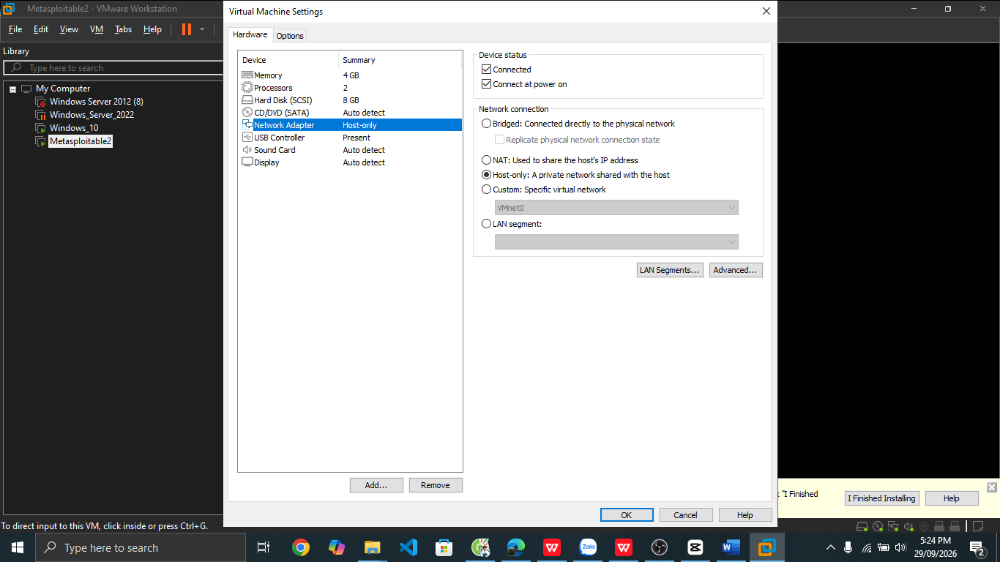 Metasploitable2 - VMware Workstation
File Edit View VM Tabs Help
Library
Type here to search
My Computer
Windows Server 2012 (8)
Windows_Server_2022
Windows_10
Metasploitable2
Virtual Machine Settings
Hardware Options
Device Summary
Memory 4 GB
Processors 2
Hard Disk (SCSI) 8 GB
CD/DVD (SATA) Auto detect
Network Adapter Host-only
USB Controller Present
Sound Card Auto detect
Display Auto detect
Add... Remove
Device status
Connected
Connect at power on
Network connection
Bridged: Connected directly to the physical network
Replicate physical network connection state
NAT: Used to share the host's IP address
Host-only: A private network shared with the host
Custom: Specific virtual network
VMnet0
LAN segment:
LAN Segments... Advanced...
OK Cancel Help
"I Finished
I Finished Installing Help
To direct input to this VM, click inside or press Ctrl+G.
Type here to search
Zalo
5:24 PM
29/09/2026
2